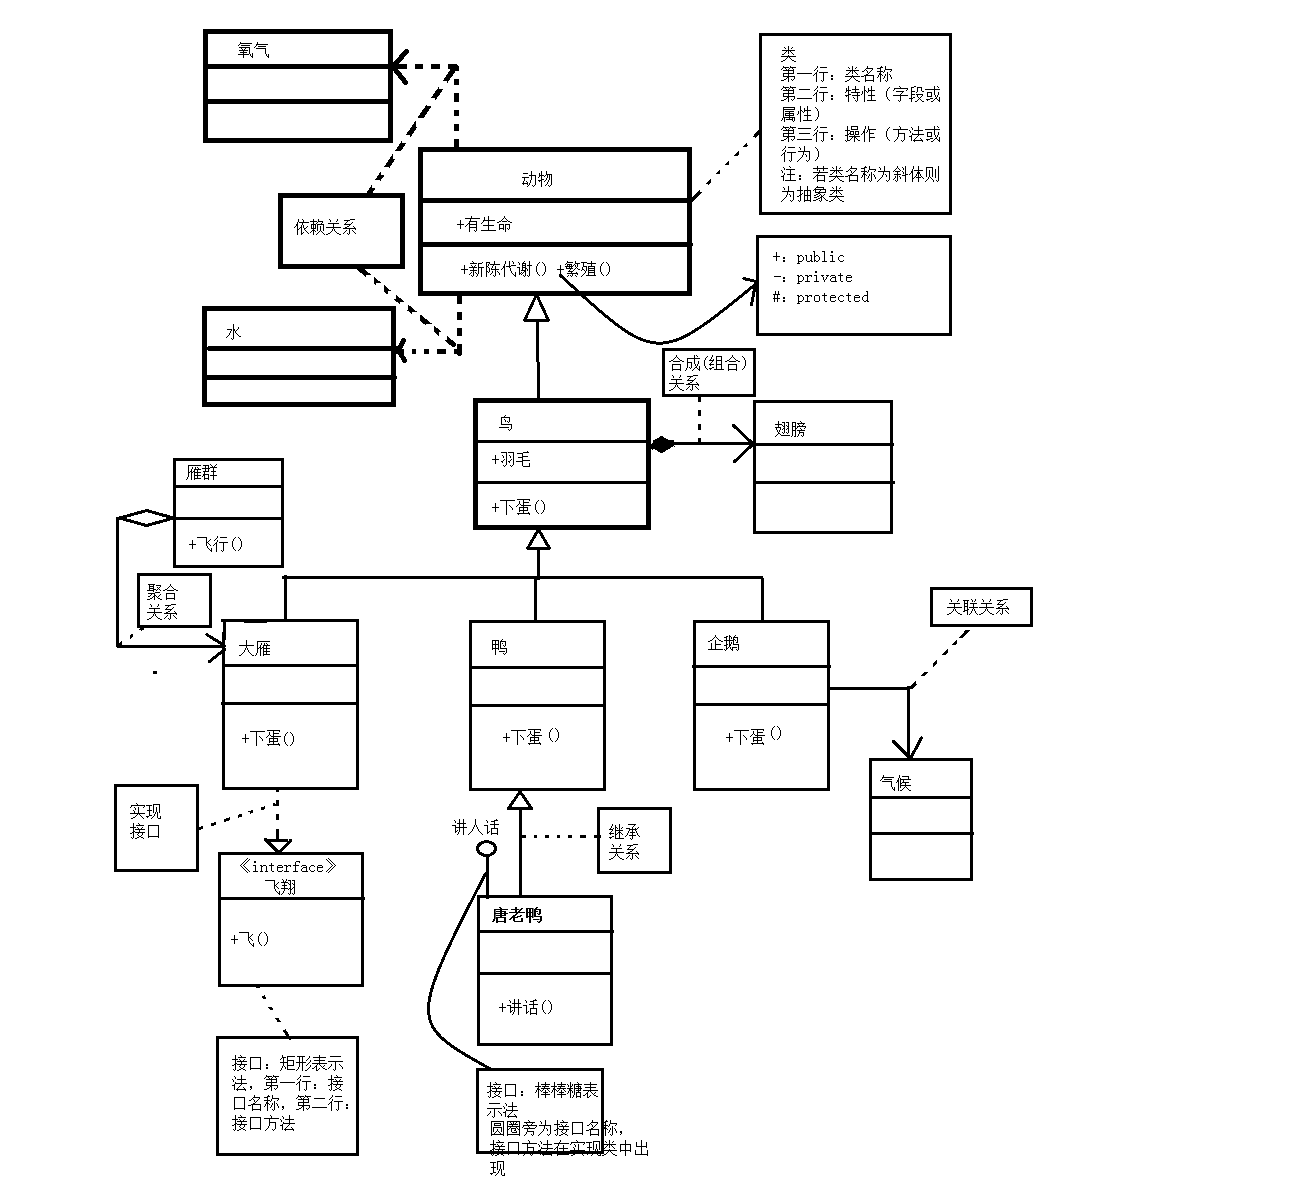 氧气
类
第一行：类名称
第二行：特性（字段或
属性）
第三行：操作（方法或
行为）
注：若类名称为斜体则
为抽象类
动物
+有生命
+新陈代谢() +繁殖()
依赖关系
+: public
-: private
#: protected
水
合成(组合)
关系
鸟
+羽毛
+下蛋()
翅膀
雁群
+飞行()
聚合
关系
大雁
+下蛋()
鸭
+下蛋()
企鹅
+下蛋()
关联关系
气候
实现
接口
讲人话
继承
关系
《interface》
飞翔
+飞()
唐老鸭
+讲话()
接口：矩形表示
法，第一行：接
口名称，第二行：
接口方法
接口：棒棒糖表
示法
圆圈旁为接口名称，
接口方法在实现类中出
现